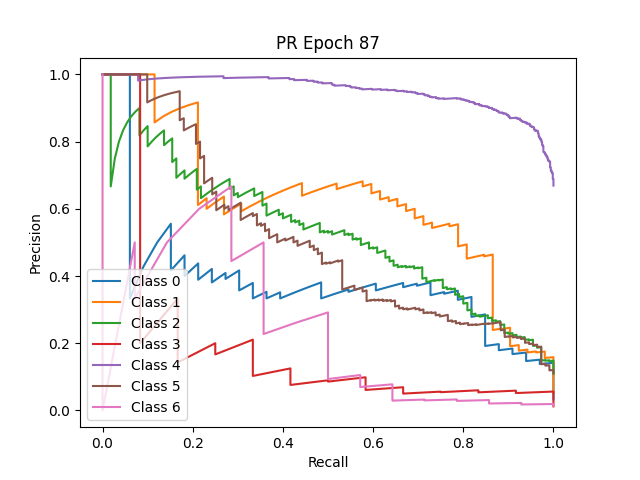 PR Epoch 87
Precision
1.0
0.8
0.6
0.4
0.2
0.0
Class 0
Class 1
Class 2
Class 3
Class 4
Class 5
Class 6
0.0 0.2 0.4 0.6 0.8 1.0
Recall